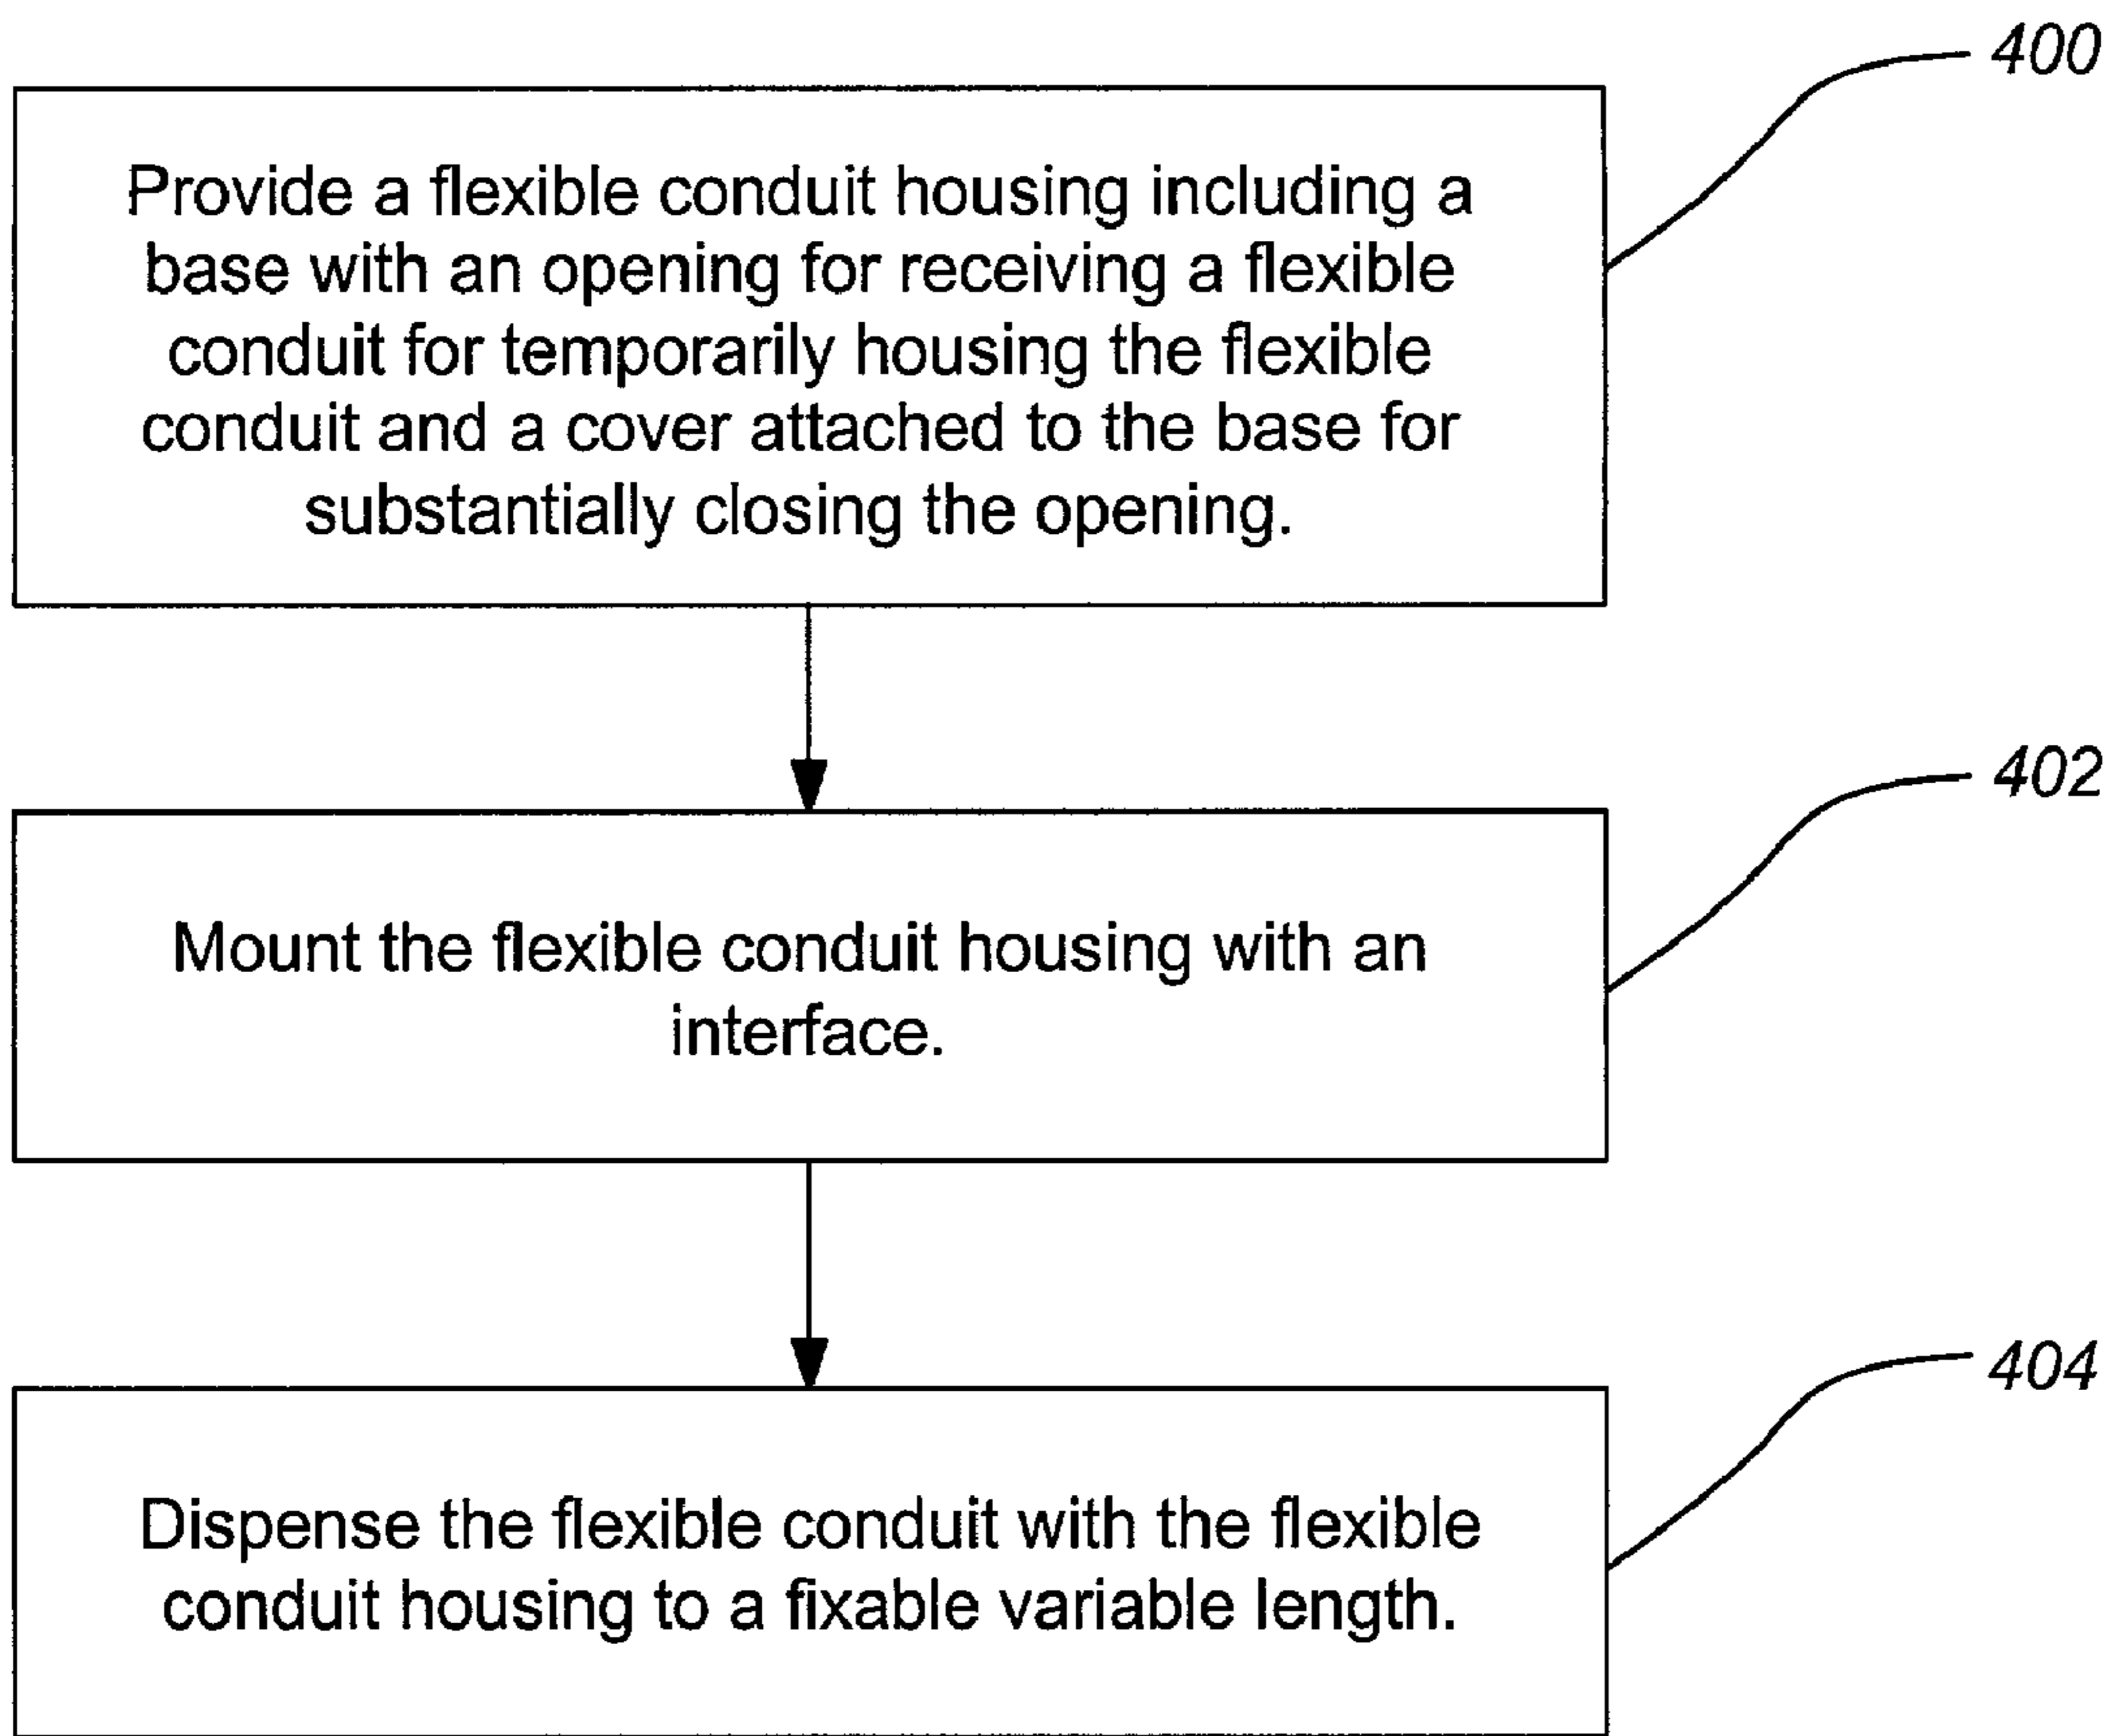 400
Provide a flexible conduit housing including a
base with an opening for receiving a flexible
conduit for temporarily housing the flexible
conduit and a cover attached to the base for
substantially closing the opening.
402
Mount the flexible conduit housing with an
interface.
404
Dispense the flexible conduit with the flexible
conduit housing to a fixable variable length.